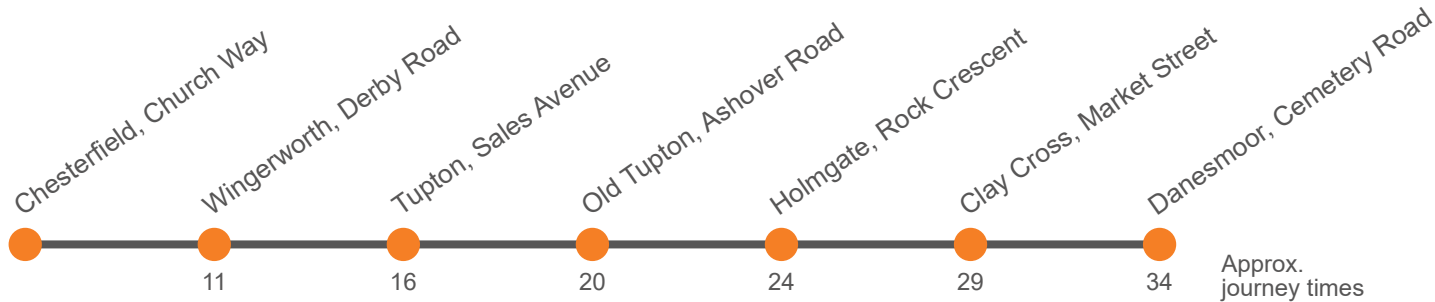 Chesterfield, Church Way
Wingerworth, Derby Road
Tupton, Sales Avenue
Old Tupton, Ashover Road
Holmgate, Rock Crescent
Clay Cross, Market Street
Danesmoor, Cemetery Road
11
16
20
24
29
34
Approx.
journey times